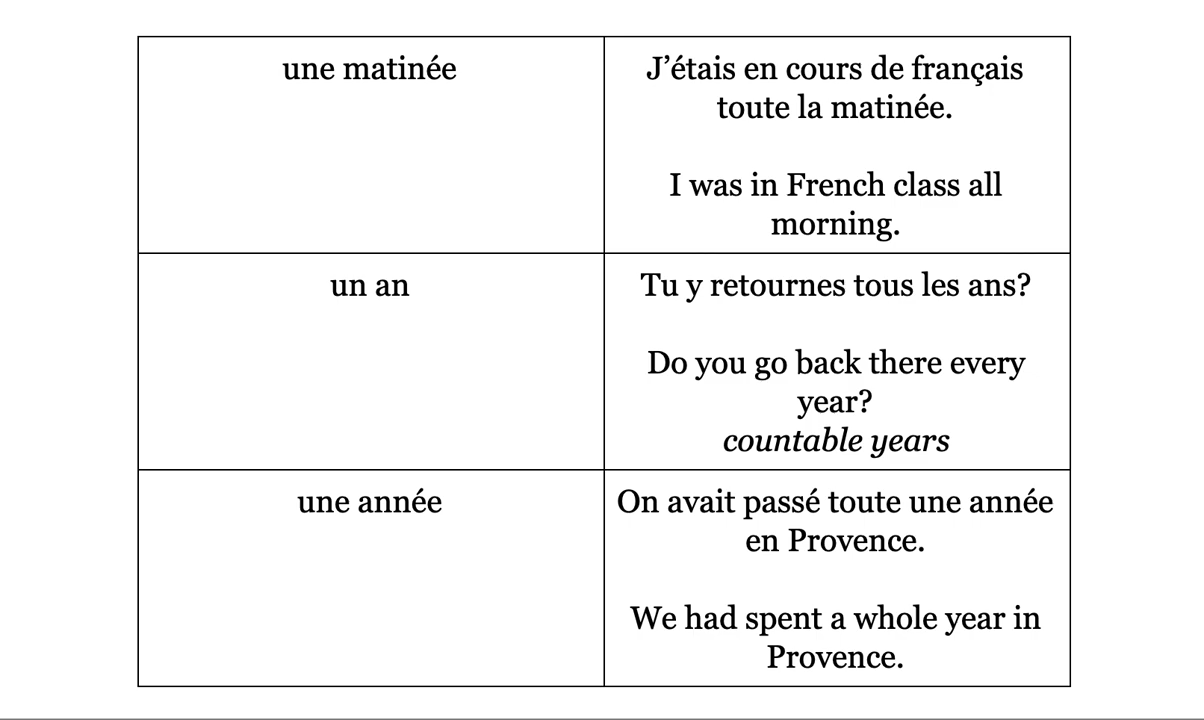 une matinée
J’étais en cours de français
toute la matinée.
I was in French class all
morning.
un an
Tu y retournes tous les ans?
Do you go back there every
year?
countable years
une année
On avait passé toute une année
en Provence.
We had spent a whole year in
Provence.